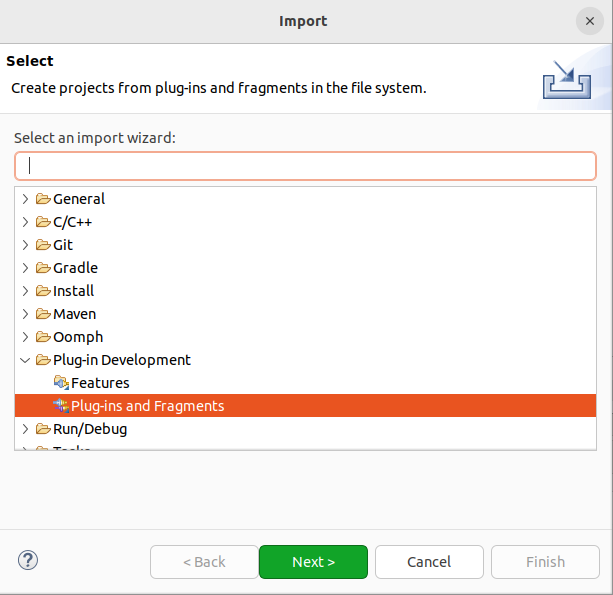 Import
Select
Create projects from plug-ins and fragments in the file system.
Select an import wizard:
General
C/C++
Git
Gradle
Install
Maven
Oomph
Plug-in Development
Features
Plug-ins and Fragments
Run/Debug
? < Back Next > Cancel Finish